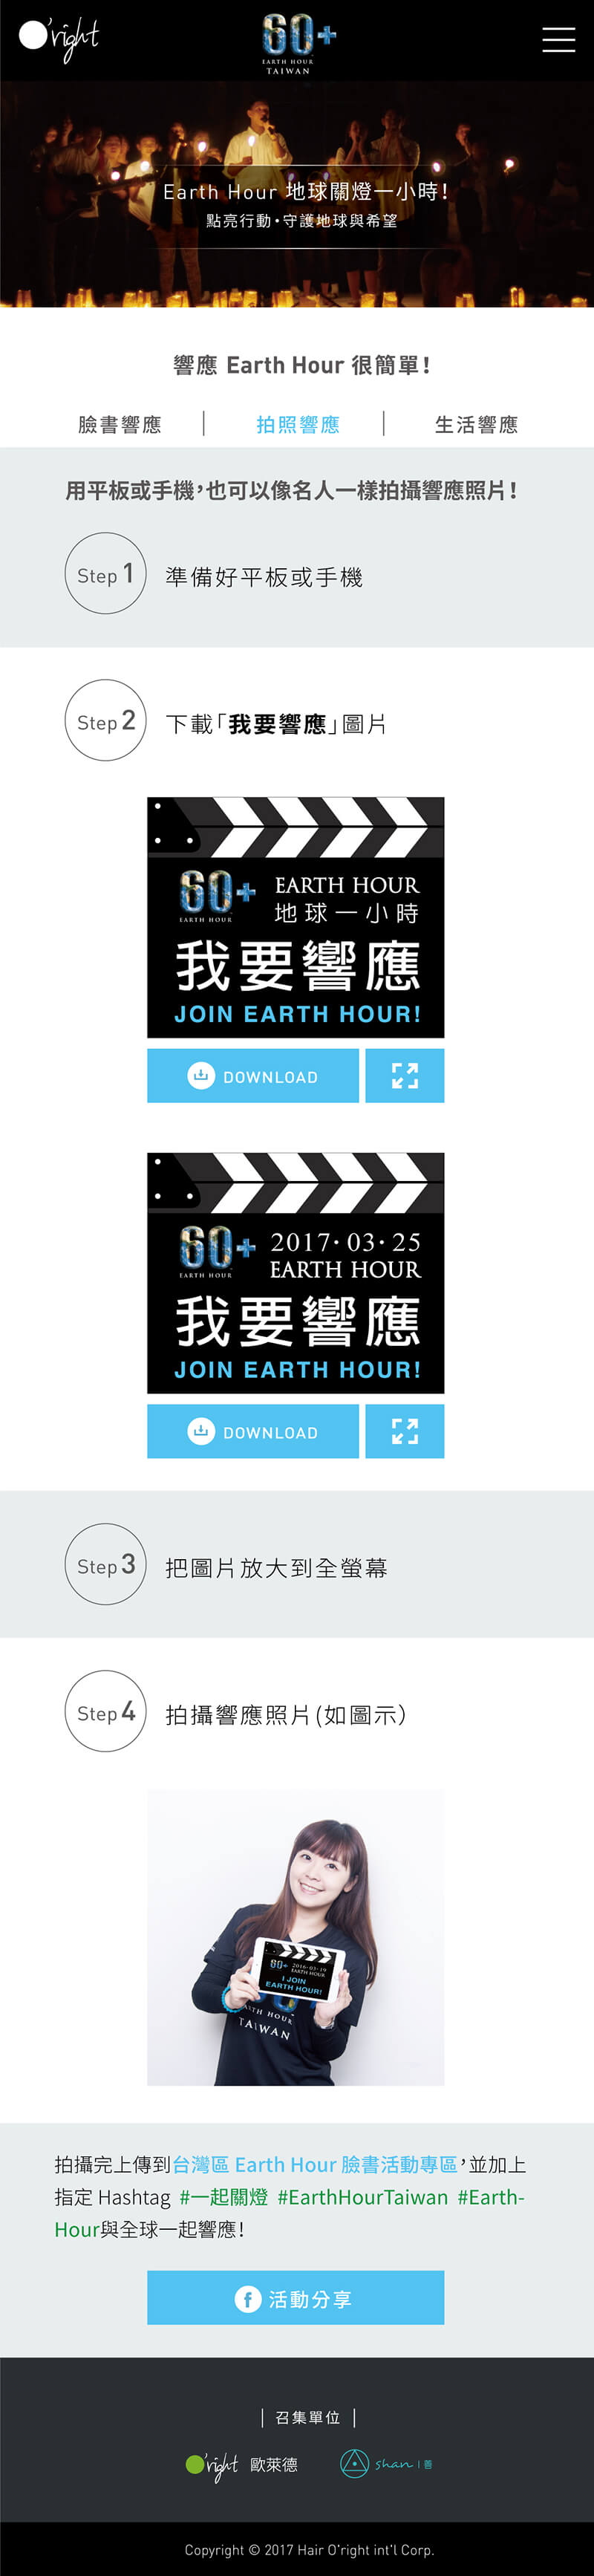 O'right
60+
EARTH HOUR
TAIWAN
Earth Hour 地球關燈一小時!
點亮行動•守護地球與希望
響應 Earth Hour 很簡單!
臉書響應 | 拍照響應 | 生活響應
用平板或手機,也可以像名人一樣拍攝響應照片!
Step 1 準備好平板或手機
Step 2 下載「我要響應」圖片
60+ EARTH HOUR
EARTH HOUR 地球一小時
我要響應
JOIN EARTH HOUR!
DOWNLOAD
60+ 2017·03·25
EARTH HOUR EARTH HOUR
我要響應
JOIN EARTH HOUR!
DOWNLOAD
Step 3 把圖片放大到全螢幕
Step 4 拍攝響應照片(如圖示)
60+ 2016·03·19
EARTH HOUR
I JOIN
EARTH HOUR!
EARTH HOUR
TAIWAN
拍攝完上傳到台灣區 Earth Hour 臉書活動專區,並加上
指定 Hashtag #一起關燈 #EarthHourTaiwan #Earth-
Hour與全球一起響應!
f 活動分享
| 召集單位 |
O'right 歐萊德 shan | 善
Copyright © 2017 Hair O'right int'l Corp.